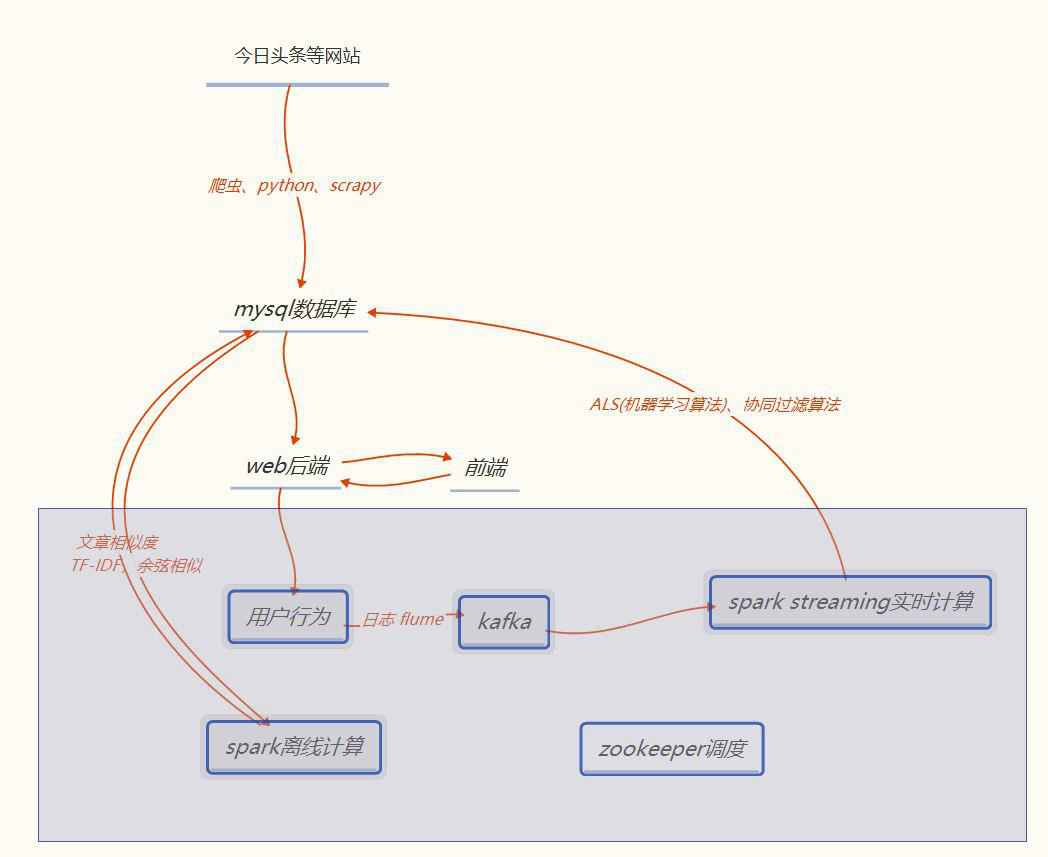 今日头条等网站
爬虫、python、scrapy
mysql数据库
ALS(机器学习算法)、协同过滤算法
web后端
前端
文章相似度
TF-IDF，余弦相似
用户行为
日志 flume
kafka
spark streaming实时计算
spark离线计算
zookeeper调度